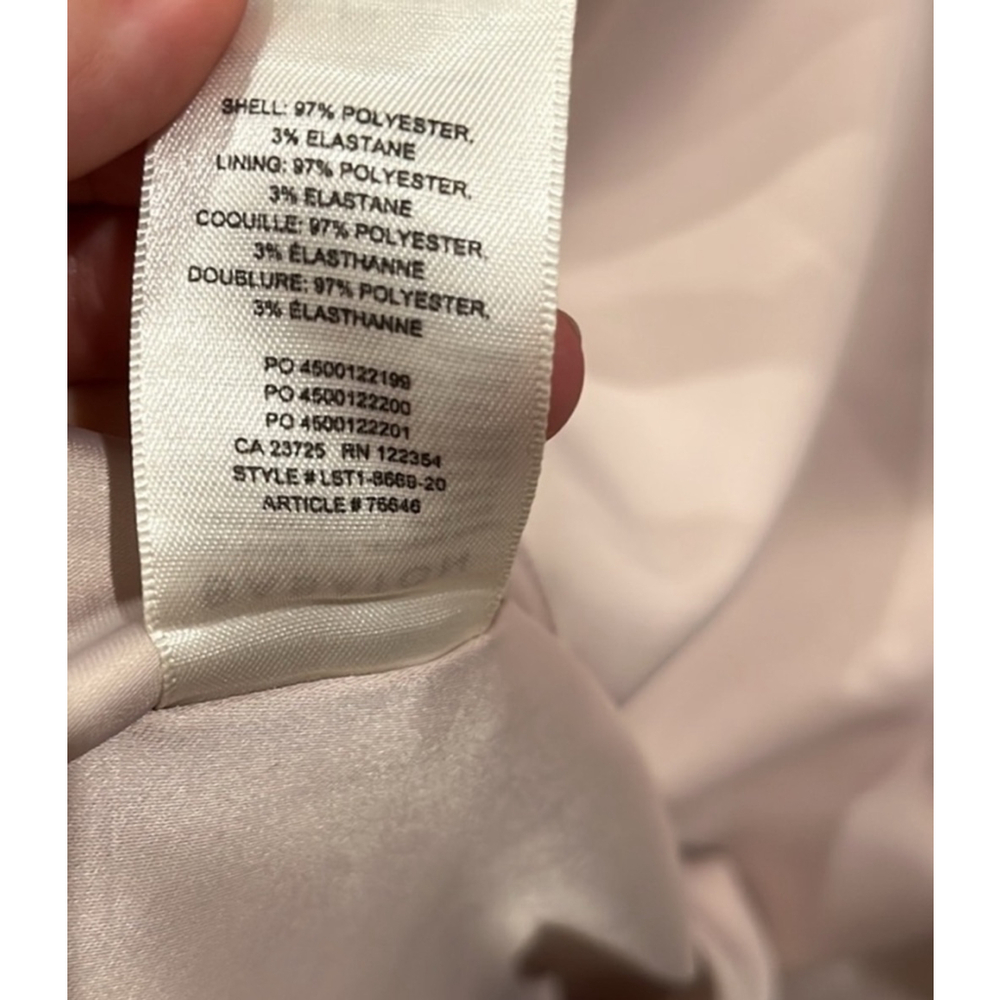 SHELL: 97% POLYESTER,
3% ELASTANE
LINING: 97% POLYESTER,
3% ELASTANE
COQUILLE: 97% POLYESTER,
3% ÉLASTHANNE
DOUBLURE: 97% POLYESTER,
3% ÉLASTHANNE
PO 4500122199
PO 4500122200
PO 4500122201
CA 23725 RN 122354
STYLE # LST1-8669-20
ARTICLE # 76646